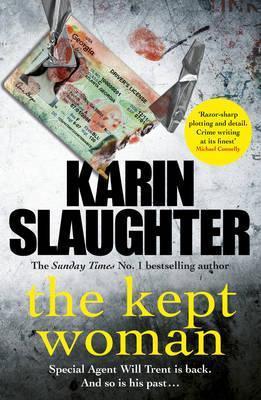 Georgia
DRIVER'S LICENSE
'Razor-sharp
plotting and detail.
Crime writing
at its finest'
Michael Connelly
KARIN
SLAUGHTER
The Sunday Times No. 1 bestselling author
the kept
woman
Special Agent Will Trent is back.
And so is his past...